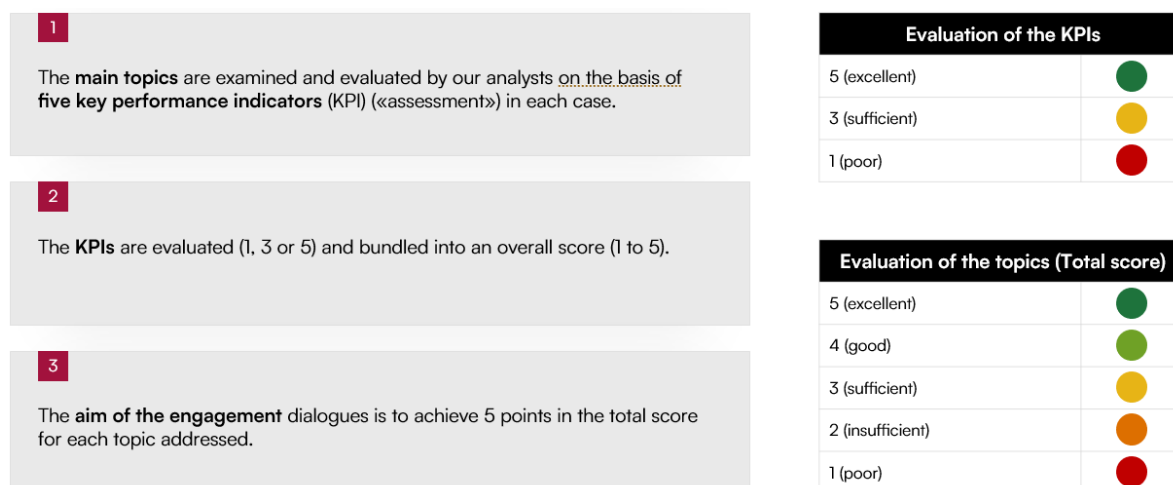 1
The main topics are examined and evaluated by our analysts on the basis of
five key performance indicators (KPI) («assessment») in each case.
2
The KPIs are evaluated (1, 3 or 5) and bundled into an overall score (1 to 5).
3
The aim of the engagement dialogues is to achieve 5 points in the total score
for each topic addressed.
Evaluation of the KPIs
5 (excellent)
3 (sufficient)
1 (poor)
Evaluation of the topics (Total score)
5 (excellent)
4 (good)
3 (sufficient)
2 (insufficient)
1 (poor)